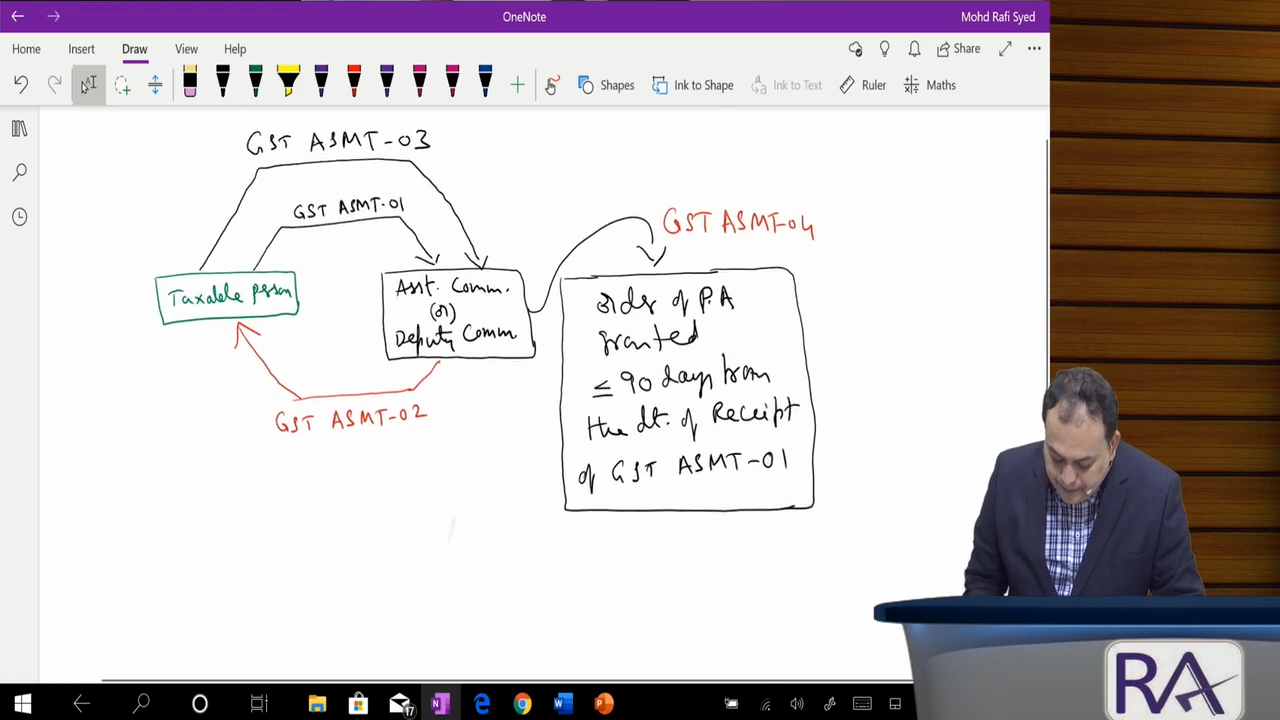 OneNote
Mohd Rafi Syed
Home Insert Draw View Help
Share
Shapes Ink to Shape Ink to Text Ruler Maths
GST ASMT-03
GST ASMT-01
GST ASMT-04
Taxable person
Asst. Comm.
(or)
Deputy Comm
GST ASMT-02
order of P.A
granted
≤ 90 days from
the dt. of Receipt
of GST ASMT-01
17
RA